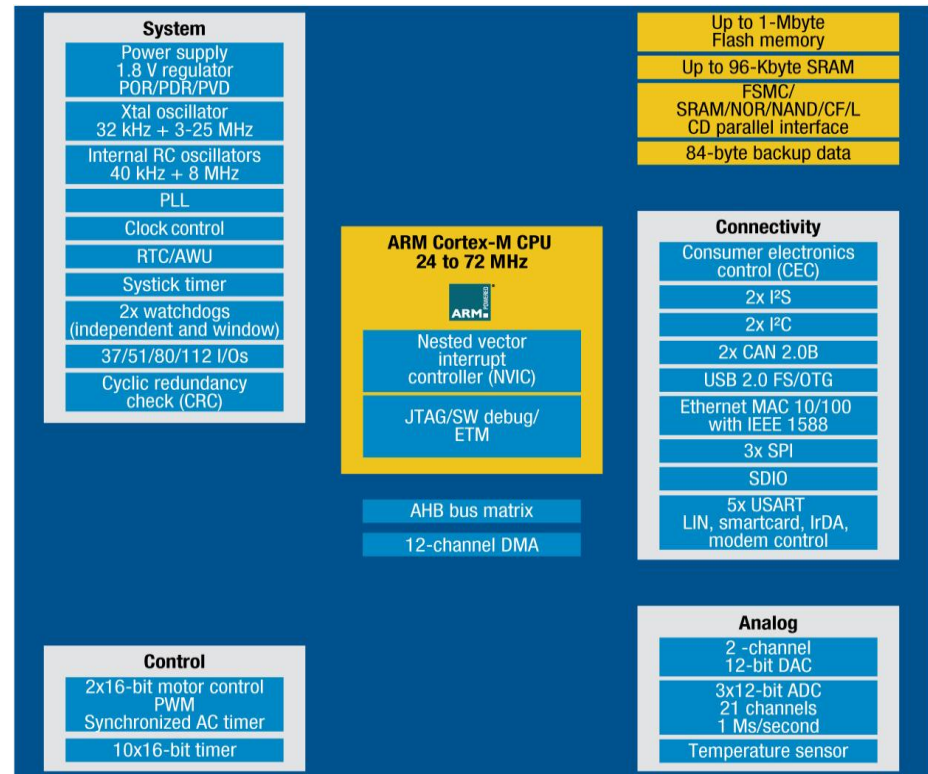 System
Power supply
1.8 V regulator
POR/PDR/PVD
Xtal oscillator
32 kHz + 3-25 MHz
Internal RC oscillators
40 kHz + 8 MHz
PLL
Clock control
RTC/AWU
Systick timer
2x watchdogs
(independent and window)
37/51/80/112 I/Os
Cyclic redundancy
check (CRC)
Control
2x16-bit motor control
PWM
Synchronized AC timer
10x16-bit timer
ARM Cortex-M CPU
24 to 72 MHz
ARM POWERED
Nested vector
interrupt
controller (NVIC)
JTAG/SW debug/
ETM
AHB bus matrix
12-channel DMA
Up to 1-Mbyte
Flash memory
Up to 96-Kbyte SRAM
FSMC/
SRAM/NOR/NAND/CF/L
CD parallel interface
84-byte backup data
Connectivity
Consumer electronics
control (CEC)
2x I²S
2x I²C
2x CAN 2.0B
USB 2.0 FS/OTG
Ethernet MAC 10/100
with IEEE 1588
3x SPI
SDIO
5x USART
LIN, smartcard, IrDA,
modem control
Analog
2 -channel
12-bit DAC
3x12-bit ADC
21 channels
1 Ms/second
Temperature sensor